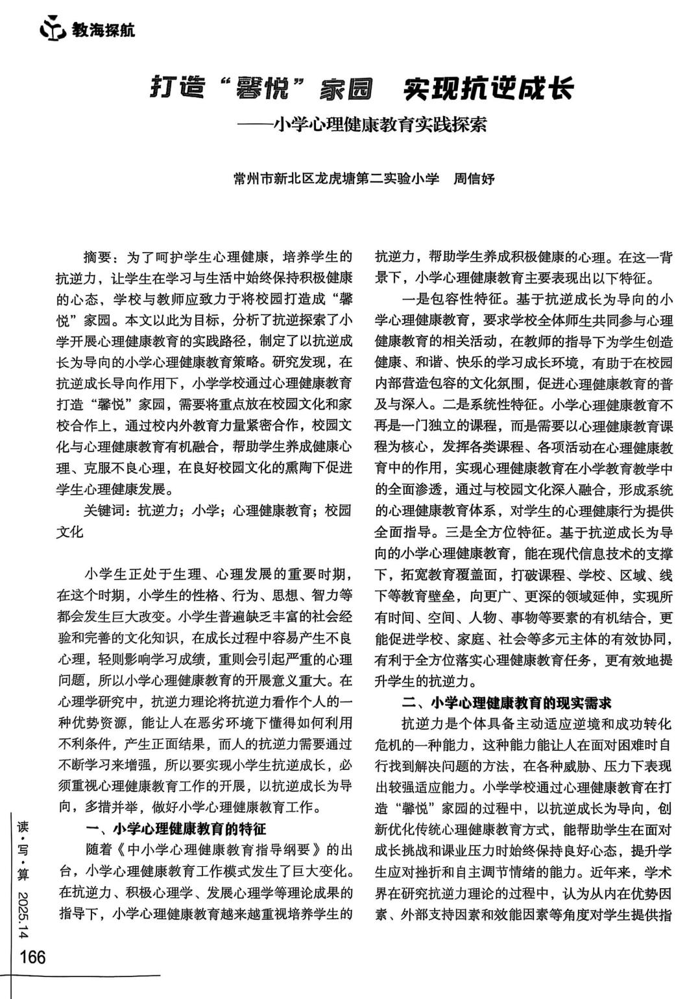 教海探航
打造“馨悦”家园　实现抗逆成长
——小学心理健康教育实践探索
常州市新北区龙虎塘第二实验小学　周信妤
摘要：为了呵护学生心理健康，培养学生的
抗逆力，让学生在学习与生活中始终保持积极健康
的心态，学校与教师应致力于将校园打造成“馨
悦”家园。本文以此为目标，分析了抗逆探索了小
学开展心理健康教育的实践路径，制定了以抗逆成
长为导向的小学心理健康教育策略。研究发现，在
抗逆成长导向作用下，小学学校通过心理健康教育
打造“馨悦”家园，需要将重点放在校园文化和家
校合作上，通过校内外教育力量紧密合作，校园文
化与心理健康教育有机融合，帮助学生养成健康心
理、克服不良心理，在良好校园文化的熏陶下促进
学生心理健康发展。
关键词：抗逆力；小学；心理健康教育；校园
文化
小学生正处于生理、心理发展的重要时期，
在这个时期，小学生的性格、行为、思想、智力等
都会发生巨大改变。小学生普遍缺乏丰富的社会经
验和完善的文化知识，在成长过程中容易产生不良
心理，轻则影响学习成绩，重则会引起严重的心理
问题，所以小学心理健康教育的开展意义重大。在
心理学研究中，抗逆力理论将抗逆力看作个人的一
种优势资源，能让人在恶劣环境下懂得如何利用
不利条件，产生正面结果，而人的抗逆力需要通过
不断学习来增强，所以要实现小学生抗逆成长，必
须重视心理健康教育工作的开展，以抗逆成长为导
向，多措并举，做好小学心理健康教育工作。
一、小学心理健康教育的特征
随着《中小学心理健康教育指导纲要》的出
台，小学心理健康教育工作模式发生了巨大变化。
在抗逆力、积极心理学、发展心理学等理论成果的
指导下，小学心理健康教育越来越重视培养学生的
抗逆力，帮助学生养成积极健康的心理。在这一背
景下，小学心理健康教育主要表现出以下特征。
一是包容性特征。基于抗逆成长为导向的小
学心理健康教育，要求学校全体师生共同参与心理
健康教育的相关活动，在教师的指导下为学生创造
健康、和谐、快乐的学习成长环境，有助于在校园
内部营造包容的文化氛围，促进心理健康教育的普
及与深入。二是系统性特征。小学心理健康教育不
再是一门独立的课程，而是需要以心理健康教育课
程为核心，发挥各类课程、各项活动在心理健康教
育中的作用，实现心理健康教育在小学教育教学中
的全面渗透，通过与校园文化深入融合，形成系统
的心理健康教育体系，对学生的心理健康行为提供
全面指导。三是全方位特征。基于抗逆成长为导
向的小学心理健康教育，能在现代信息技术的支撑
下，拓宽教育覆盖面，打破课程、学校、区域、线
下等教育壁垒，向更广、更深的领域延伸，实现所
有时间、空间、人物、事物等要素的有机结合，更
能促进学校、家庭、社会等多元主体的有效协同，
有利于全方位落实心理健康教育任务，更有效地提
升学生的抗逆力。
二、小学心理健康教育的现实需求
抗逆力是个体具备主动适应逆境和成功转化
危机的一种能力，这种能力能让人在面对困难时自
行找到解决问题的方法，在各种威胁、压力下表现
出较强适应能力。小学学校通过心理健康教育在打
造“馨悦”家园的过程中，以抗逆成长为导向，创
新优化传统心理健康教育方式，能帮助学生在面对
成长挑战和课业压力时始终保持良好心态，提升学
生应对挫折和自主调节情绪的能力。近年来，学术
界在研究抗逆力理论的过程中，认为从内在优势因
素、外部支持因素和效能因素等角度对学生提供指
读·写·算 2025.14
166